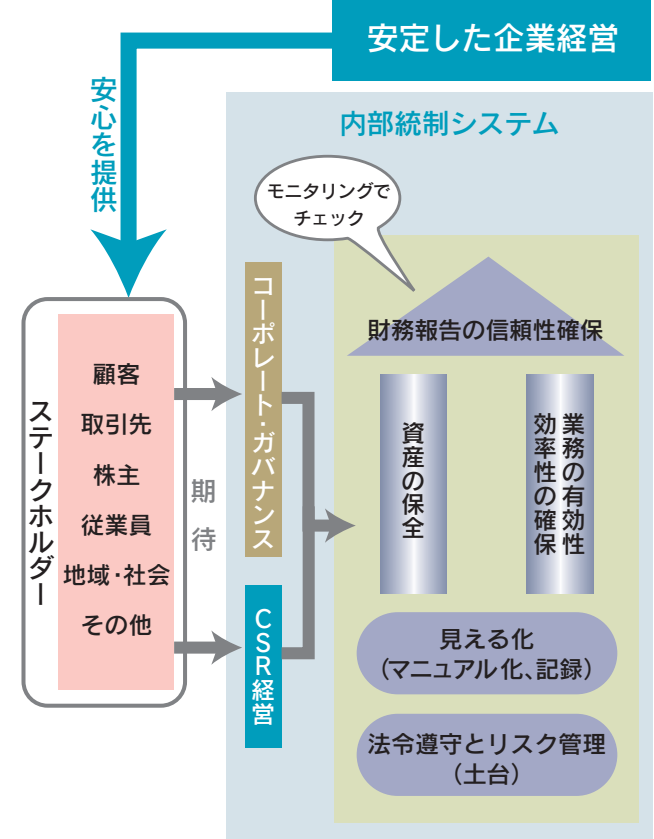 安定した企業経営
安心を提供
内部統制システム
モニタリングで
チェック
ステークホルダー
顧客
取引先
株主
従業員
地域・社会
その他
期待
コーポレート・ガバナンス
CSR経営
財務報告の信頼性確保
資産の保全
業務の有効性
効率性の確保
見える化
(マニュアル化、記録)
法令遵守とリスク管理
(土台)